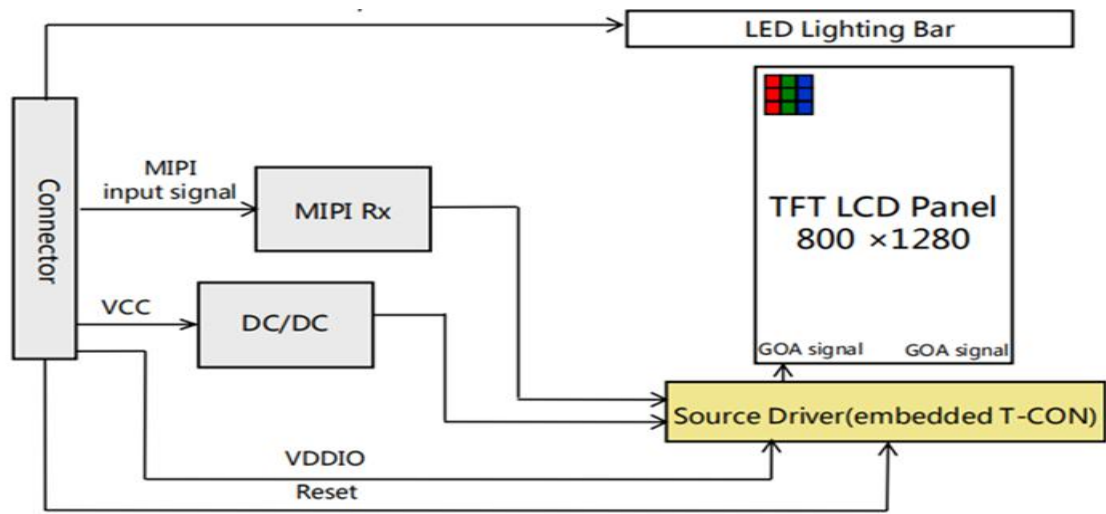 LED Lighting Bar
Connector
MIPI
input signal
MIPI Rx
TFT LCD Panel
800 ×1280
VCC
DC/DC
GOA signal
GOA signal
Source Driver(embedded T-CON)
VDDIO
Reset